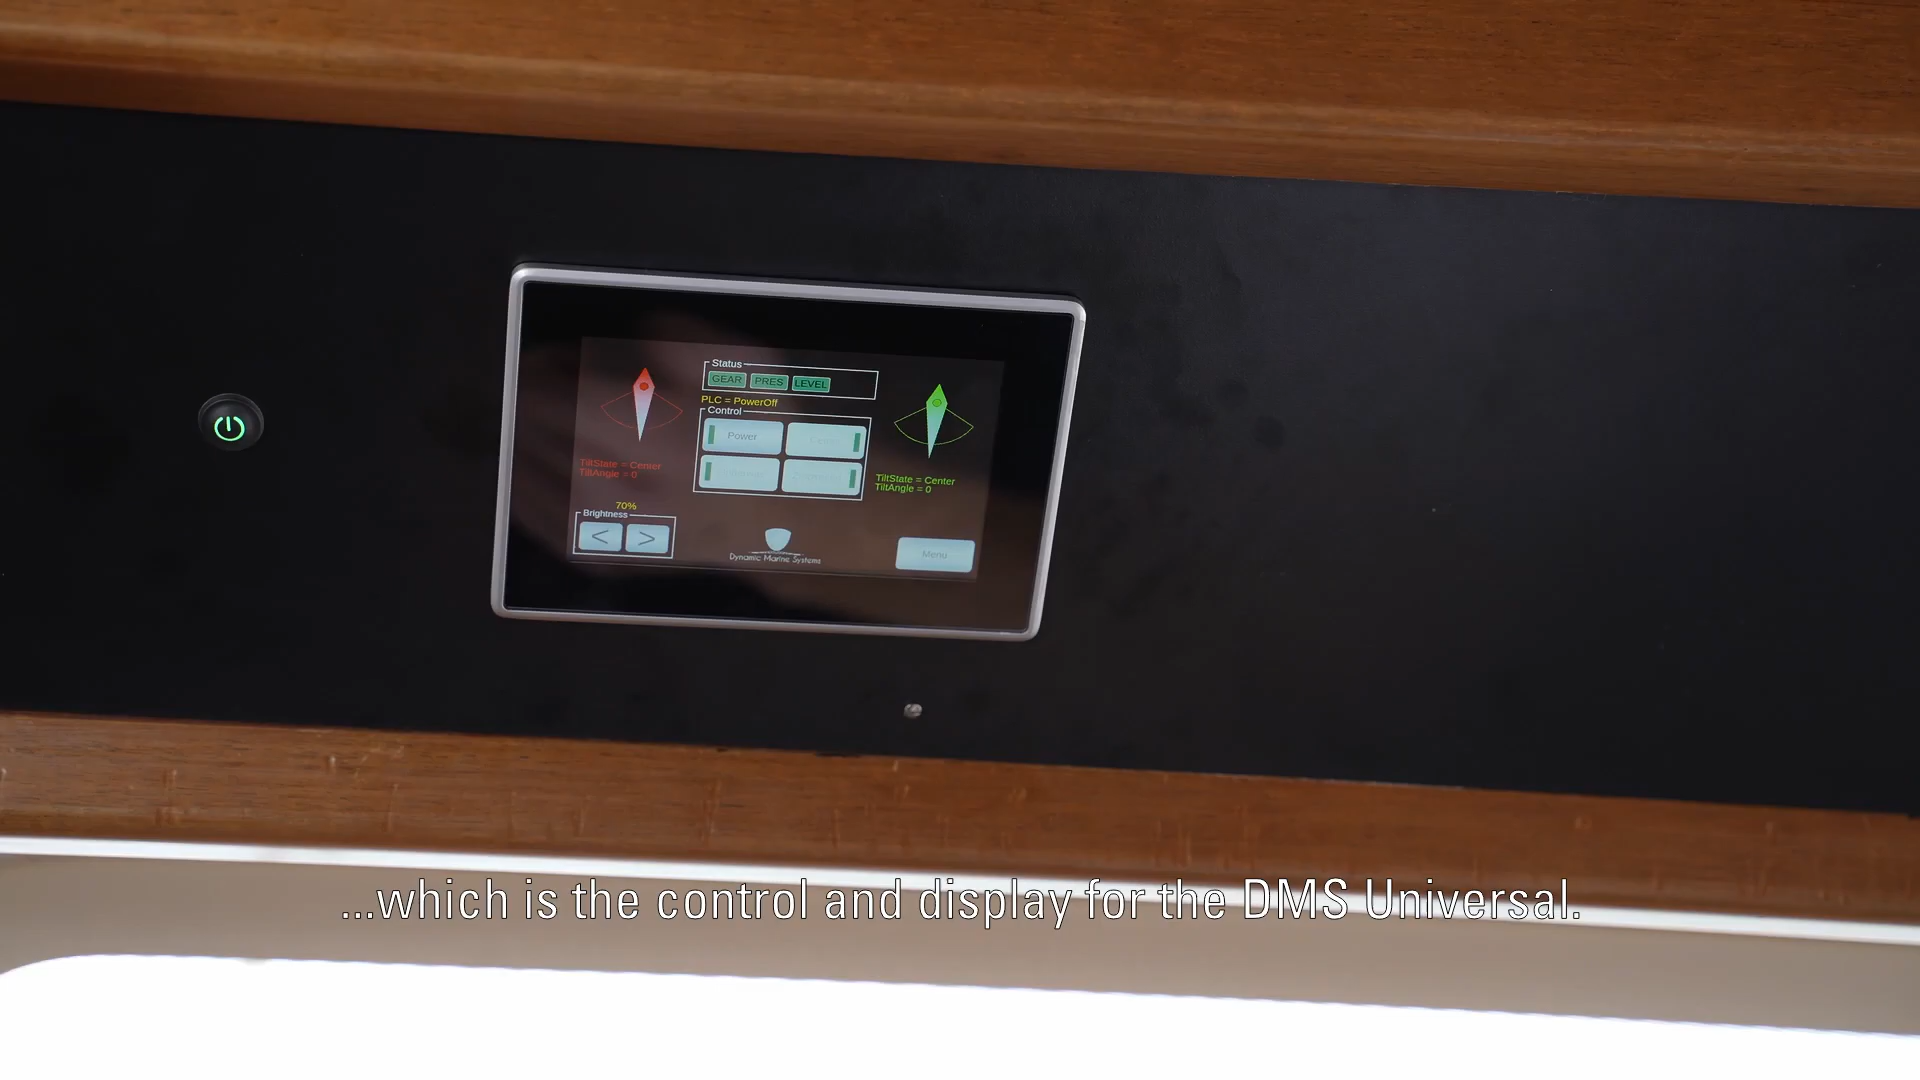 Status
GEAR PRES LEVEL
PLC = PowerOff
Control
Power
TiltState = Center
TiltAngle = 0
TiltState = Center
TiltAngle = 0
70%
Brightness
< >
Dynamic Marine Systems
Menu
...which is the control and display for the DMS Universal.